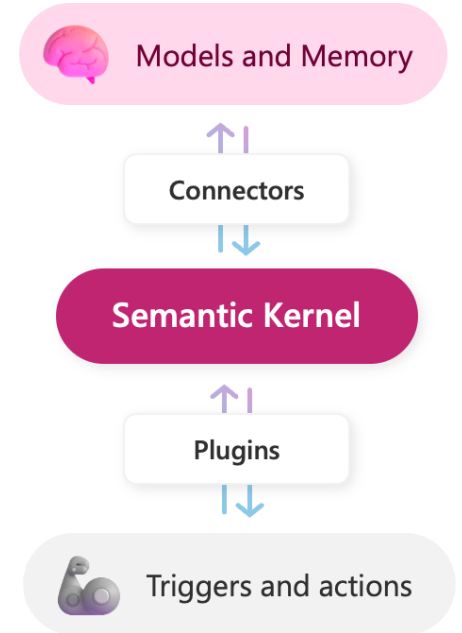 Models and Memory
Connectors
Semantic Kernel
Plugins
Triggers and actions